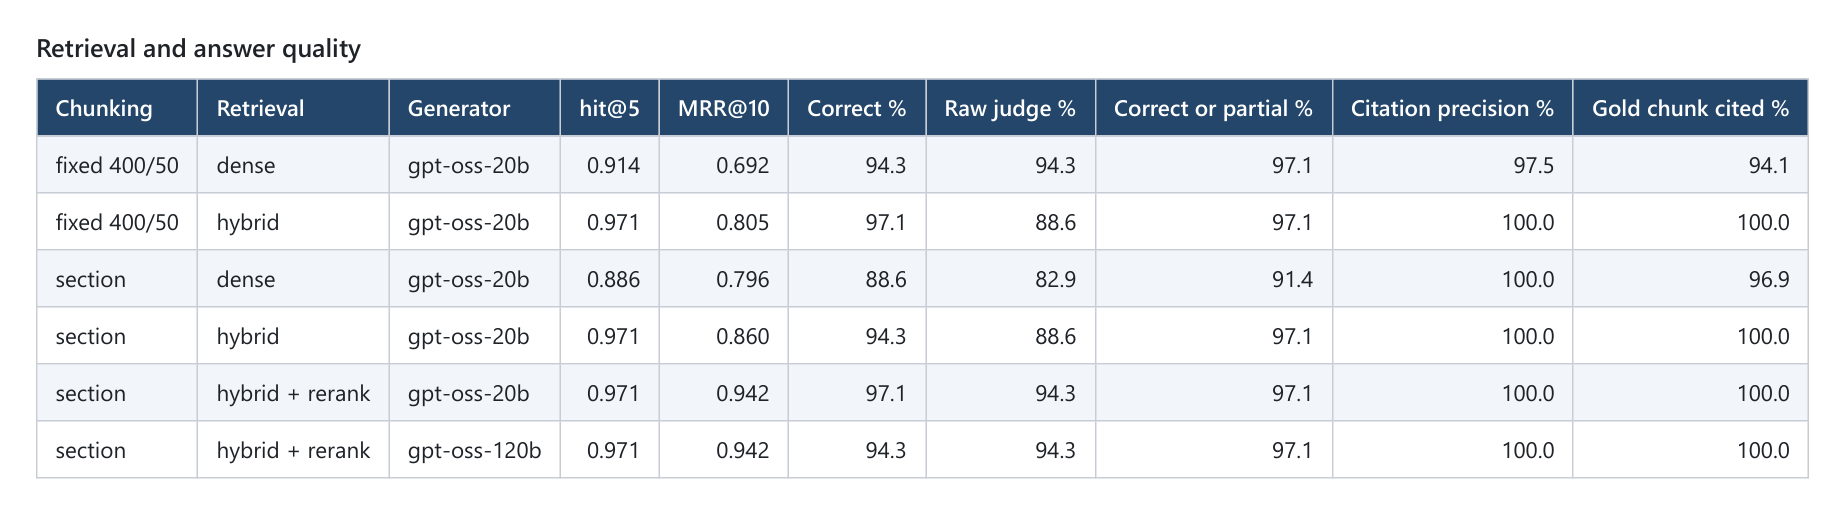 Retrieval and answer quality
Chunking Retrieval Generator hit@5 MRR@10 Correct % Raw judge % Correct or partial % Citation precision % Gold chunk cited %
fixed 400/50 dense gpt-oss-20b 0.914 0.692 94.3 94.3 97.1 97.5 94.1
fixed 400/50 hybrid gpt-oss-20b 0.971 0.805 97.1 88.6 97.1 100.0 100.0
section dense gpt-oss-20b 0.886 0.796 88.6 82.9 91.4 100.0 96.9
section hybrid gpt-oss-20b 0.971 0.860 94.3 88.6 97.1 100.0 100.0
section hybrid + rerank gpt-oss-20b 0.971 0.942 97.1 94.3 97.1 100.0 100.0
section hybrid + rerank gpt-oss-120b 0.971 0.942 94.3 94.3 97.1 100.0 100.0